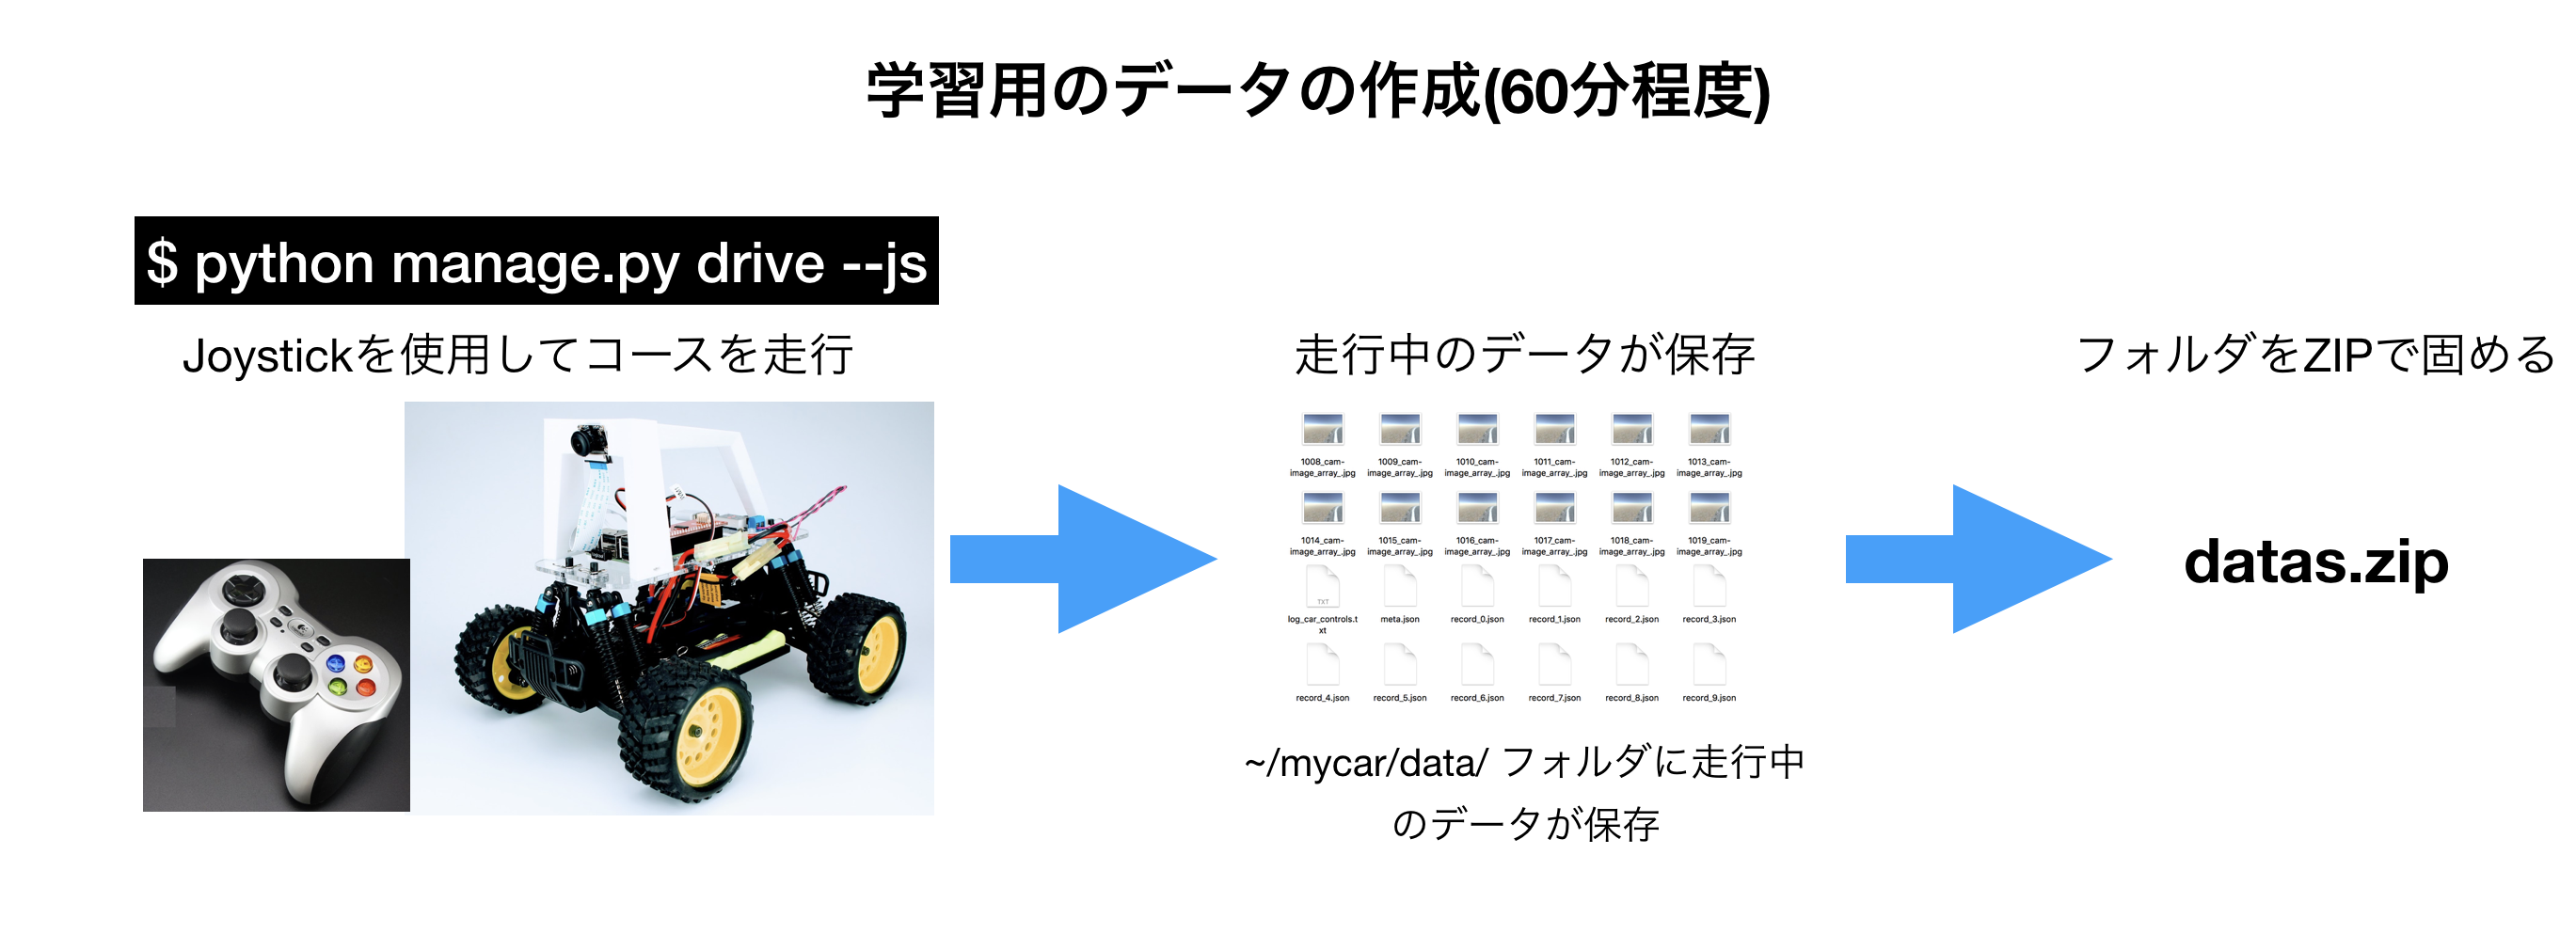 学習用のデータの作成(60分程度)
$ python manage.py drive --js
Joystickを使用してコースを走行
走行中のデータが保存
フォルダをZIPで固める
1008_cam-
image_array_.jpg
1009_cam-
image_array_.jpg
1010_cam-
image_array_.jpg
1011_cam-
image_array_.jpg
1012_cam-
image_array_.jpg
1013_cam-
image_array_.jpg
1014_cam-
image_array_.jpg
1015_cam-
image_array_.jpg
1016_cam-
image_array_.jpg
1017_cam-
image_array_.jpg
1018_cam-
image_array_.jpg
1019_cam-
image_array_.jpg
TXT
log_car_controls.t
xt
meta.json
record_0.json
record_1.json
record_2.json
record_3.json
record_4.json
record_5.json
record_6.json
record_7.json
record_8.json
record_9.json
~/mycar/data/ フォルダに走行中
のデータが保存
datas.zip